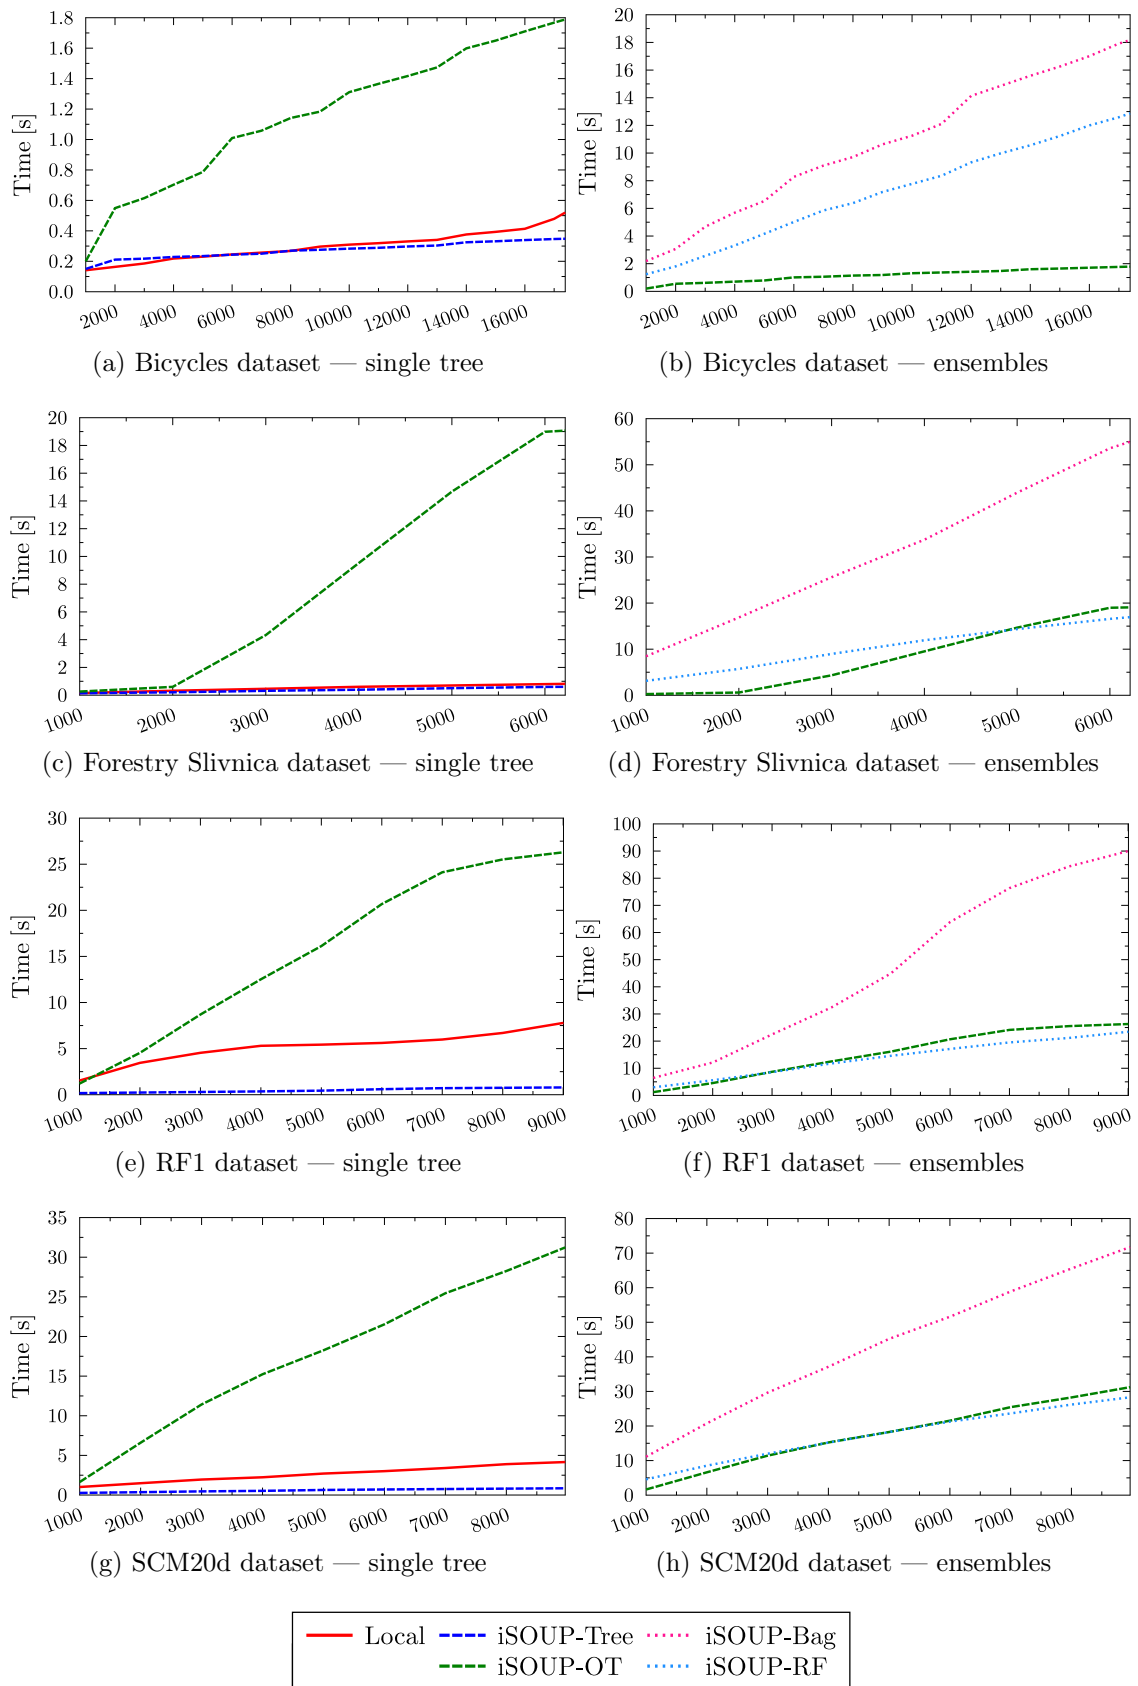 1.8
1.6
1.4
1.2
1.0
0.8
0.6
0.4
0.2
0.0
Time [s]
2000 4000 6000 8000 10000 12000 14000 16000
(a) Bicycles dataset — single tree
20
18
16
14
12
10
8
6
4
2
0
Time [s]
2000 4000 6000 8000 10000 12000 14000 16000
(b) Bicycles dataset — ensembles
20
18
16
14
12
10
8
6
4
2
0
Time [s]
1000 2000 3000 4000 5000 6000
(c) Forestry Slivnica dataset — single tree
60
50
40
30
20
10
0
Time [s]
1000 2000 3000 4000 5000 6000
(d) Forestry Slivnica dataset — ensembles
30
25
20
15
10
5
0
Time [s]
1000 2000 3000 4000 5000 6000 7000 8000 9000
(e) RF1 dataset — single tree
100
90
80
70
60
50
40
30
20
10
0
Time [s]
1000 2000 3000 4000 5000 6000 7000 8000 9000
(f) RF1 dataset — ensembles
35
30
25
20
15
10
5
0
Time [s]
1000 2000 3000 4000 5000 6000 7000 8000
(g) SCM20d dataset — single tree
80
70
60
50
40
30
20
10
0
Time [s]
1000 2000 3000 4000 5000 6000 7000 8000
(h) SCM20d dataset — ensembles
Local iSOUP-Tree iSOUP-Bag
iSOUP-OT iSOUP-RF